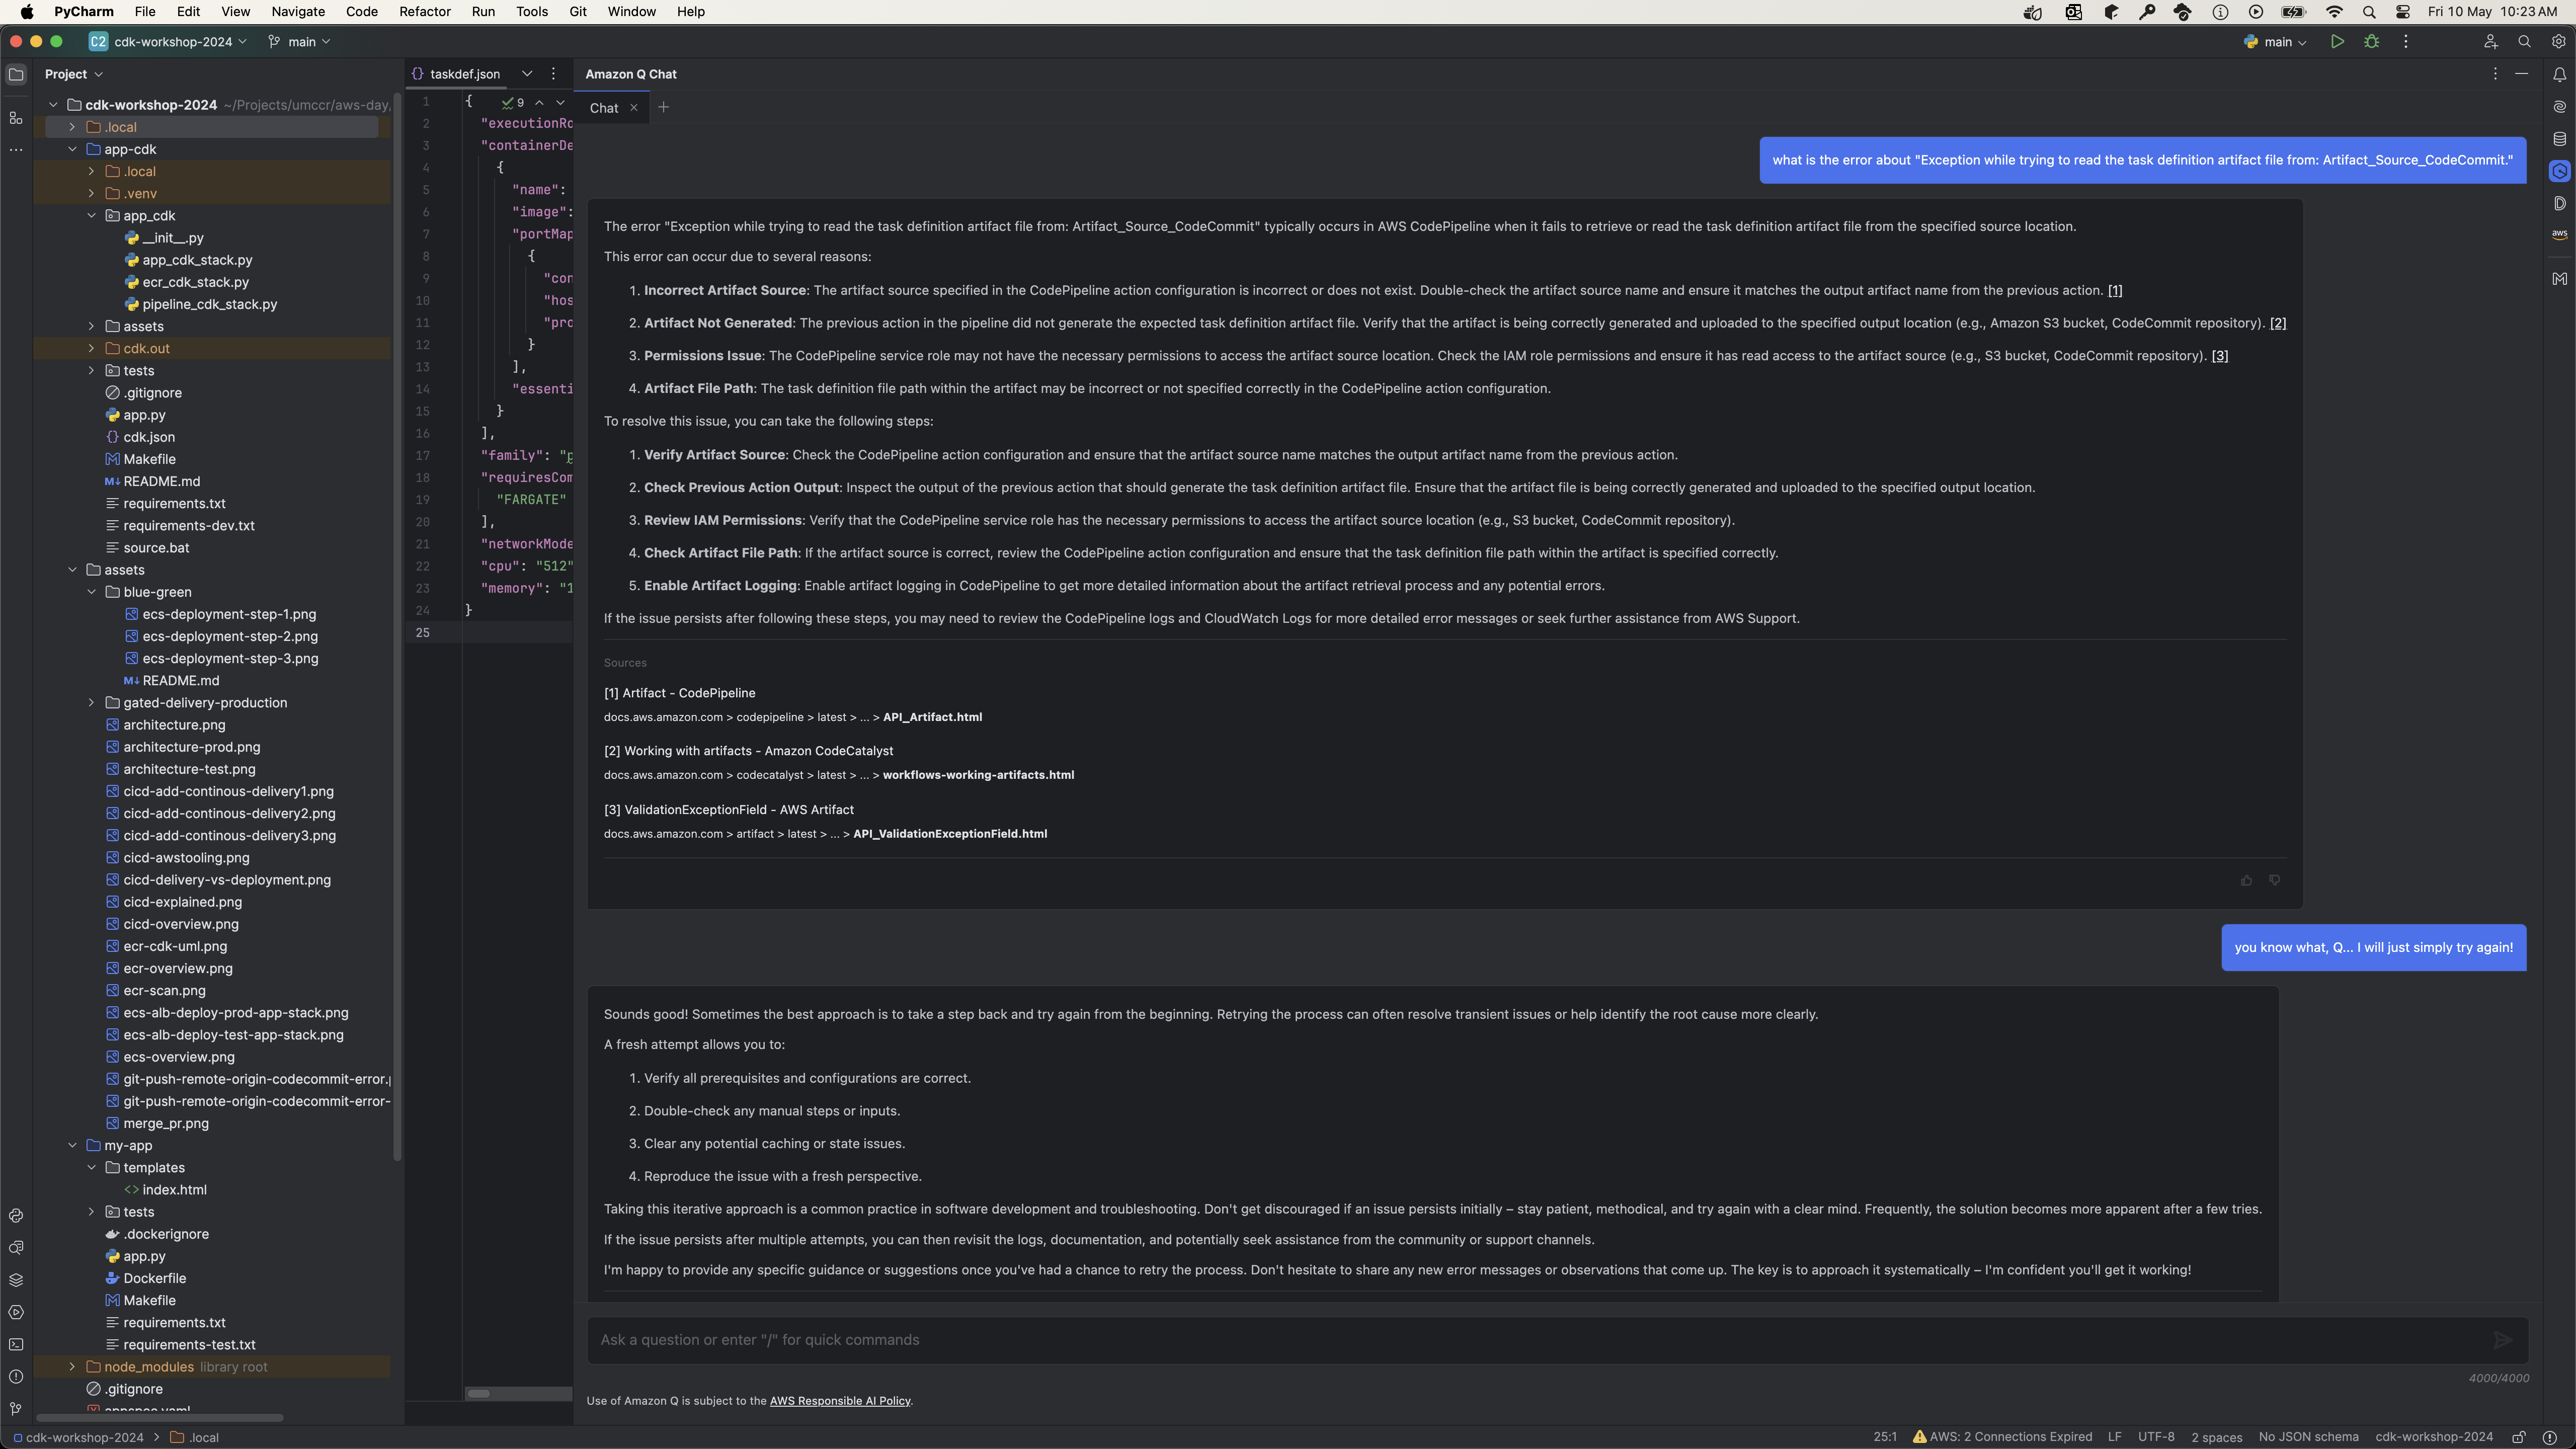 PyCharm File Edit View Navigate Code Refactor Run Tools Git Window Help Fri 10 May 10:23 AM
C2 cdk-workshop-2024 main main
Project
cdk-workshop-2024 ~/Projects/umccr/aws-day
.local
app-cdk
.local
.venv
app_cdk
__init__.py
app_cdk_stack.py
ecr_cdk_stack.py
pipeline_cdk_stack.py
assets
cdk.out
tests
.gitignore
app.py
cdk.json
Makefile
README.md
requirements.txt
requirements-dev.txt
source.bat
assets
blue-green
ecs-deployment-step-1.png
ecs-deployment-step-2.png
ecs-deployment-step-3.png
README.md
gated-delivery-production
architecture.png
architecture-prod.png
architecture-test.png
cicd-add-continous-delivery1.png
cicd-add-continous-delivery2.png
cicd-add-continous-delivery3.png
cicd-awstooling.png
cicd-delivery-vs-deployment.png
cicd-explained.png
cicd-overview.png
ecr-cdk-uml.png
ecr-overview.png
ecr-scan.png
ecs-alb-deploy-prod-app-stack.png
ecs-alb-deploy-test-app-stack.png
ecs-overview.png
git-push-remote-origin-codecommit-error.
git-push-remote-origin-codecommit-error-
merge_pr.png
my-app
templates
index.html
tests
.dockerignore
app.py
Dockerfile
Makefile
requirements.txt
requirements-test.txt
node_modules library root
.gitignore
appspec.yaml
taskdef.json
1 {
9
2 "executionRo
3 "containerDe
4 {
5 "name":
6 "image":
7 "portMap
8 {
9 "con
10 "hos
11 "pro
12 }
13 ],
14 "essenti
15 }
16 ],
17 "family": "p
18 "requiresCom
19 "FARGATE"
20 ],
21 "networkMode
22 "cpu": "512"
23 "memory": "1
24 }
25
Amazon Q Chat
Chat
what is the error about "Exception while trying to read the task definition artifact file from: Artifact_Source_CodeCommit."
The error "Exception while trying to read the task definition artifact file from: Artifact_Source_CodeCommit" typically occurs in AWS CodePipeline when it fails to retrieve or read the task definition artifact file from the specified source location.
This error can occur due to several reasons:
1. Incorrect Artifact Source: The artifact source specified in the CodePipeline action configuration is incorrect or does not exist. Double-check the artifact source name and ensure it matches the output artifact name from the previous action. [1]
2. Artifact Not Generated: The previous action in the pipeline did not generate the expected task definition artifact file. Verify that the artifact is being correctly generated and uploaded to the specified output location (e.g., Amazon S3 bucket, CodeCommit repository). [2]
3. Permissions Issue: The CodePipeline service role may not have the necessary permissions to access the artifact source location. Check the IAM role permissions and ensure it has read access to the artifact source (e.g., S3 bucket, CodeCommit repository). [3]
4. Artifact File Path: The task definition file path within the artifact may be incorrect or not specified correctly in the CodePipeline action configuration.
To resolve this issue, you can take the following steps:
1. Verify Artifact Source: Check the CodePipeline action configuration and ensure that the artifact source name matches the output artifact name from the previous action.
2. Check Previous Action Output: Inspect the output of the previous action that should generate the task definition artifact file. Ensure that the artifact file is being correctly generated and uploaded to the specified output location.
3. Review IAM Permissions: Verify that the CodePipeline service role has the necessary permissions to access the artifact source location (e.g., S3 bucket, CodeCommit repository).
4. Check Artifact File Path: If the artifact source is correct, review the CodePipeline action configuration and ensure that the task definition file path within the artifact is specified correctly.
5. Enable Artifact Logging: Enable artifact logging in CodePipeline to get more detailed information about the artifact retrieval process and any potential errors.
If the issue persists after following these steps, you may need to review the CodePipeline logs and CloudWatch Logs for more detailed error messages or seek further assistance from AWS Support.
Sources
[1] Artifact - CodePipeline
docs.aws.amazon.com > codepipeline > latest > ... > API_Artifact.html
[2] Working with artifacts - Amazon CodeCatalyst
docs.aws.amazon.com > codecatalyst > latest > ... > workflows-working-artifacts.html
[3] ValidationExceptionField - AWS Artifact
docs.aws.amazon.com > artifact > latest > ... > API_ValidationExceptionField.html
you know what, Q... I will just simply try again!
Sounds good! Sometimes the best approach is to take a step back and try again from the beginning. Retrying the process can often resolve transient issues or help identify the root cause more clearly.
A fresh attempt allows you to:
1. Verify all prerequisites and configurations are correct.
2. Double-check any manual steps or inputs.
3. Clear any potential caching or state issues.
4. Reproduce the issue with a fresh perspective.
Taking this iterative approach is a common practice in software development and troubleshooting. Don't get discouraged if an issue persists initially – stay patient, methodical, and try again with a clear mind. Frequently, the solution becomes more apparent after a few tries.
If the issue persists after multiple attempts, you can then revisit the logs, documentation, and potentially seek assistance from the community or support channels.
I'm happy to provide any specific guidance or suggestions once you've had a chance to retry the process. Don't hesitate to share any new error messages or observations that come up. The key is to approach it systematically – I'm confident you'll get it working!
Ask a question or enter "/" for quick commands
4000/4000
Use of Amazon Q is subject to the AWS Responsible AI Policy.
aws
cdk-workshop-2024 > .local
25:1 AWS: 2 Connections Expired LF UTF-8 2 spaces No JSON schema cdk-workshop-2024